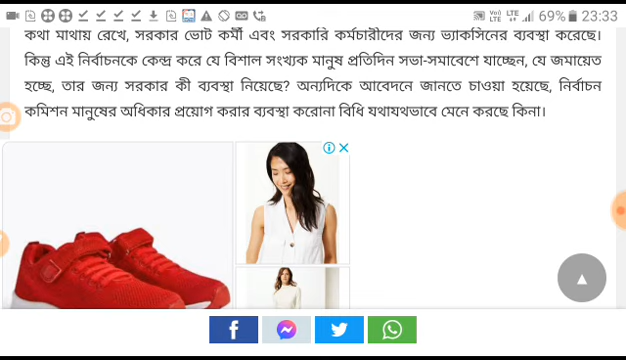 69% 23:33
কথা মাথায় রেখে, সরকার ভোট কর্মী এবং সরকারি কর্মচারীদের জন্য ভ্যাকসিনের ব্যবস্থা করেছে।
কিন্তু এই নির্বাচনকে কেন্দ্র করে যে বিশাল সংখ্যক মানুষ প্রতিদিন সভা-সমাবেশে যাচ্ছেন, যে জমায়েত
হচ্ছে, তার জন্য সরকার কী ব্যবস্থা নিয়েছে? অন্যদিকে আবেদনে জানতে চাওয়া হয়েছে, নির্বাচন
কমিশন মানুষের অধিকার প্রয়োগ করার ব্যবস্থা করোনা বিধি যথাযথভাবে মেনে করছে কিনা।